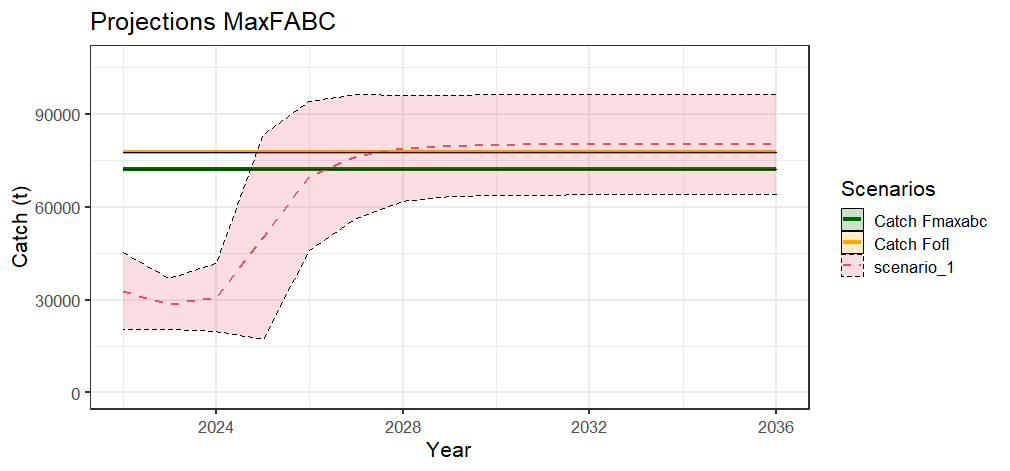 Projections MaxFABC
Catch (t)
90000
60000
30000
0
2024
2028
2032
2036
Year
Scenarios
Catch Fmaxabc
Catch Fofl
scenario_1